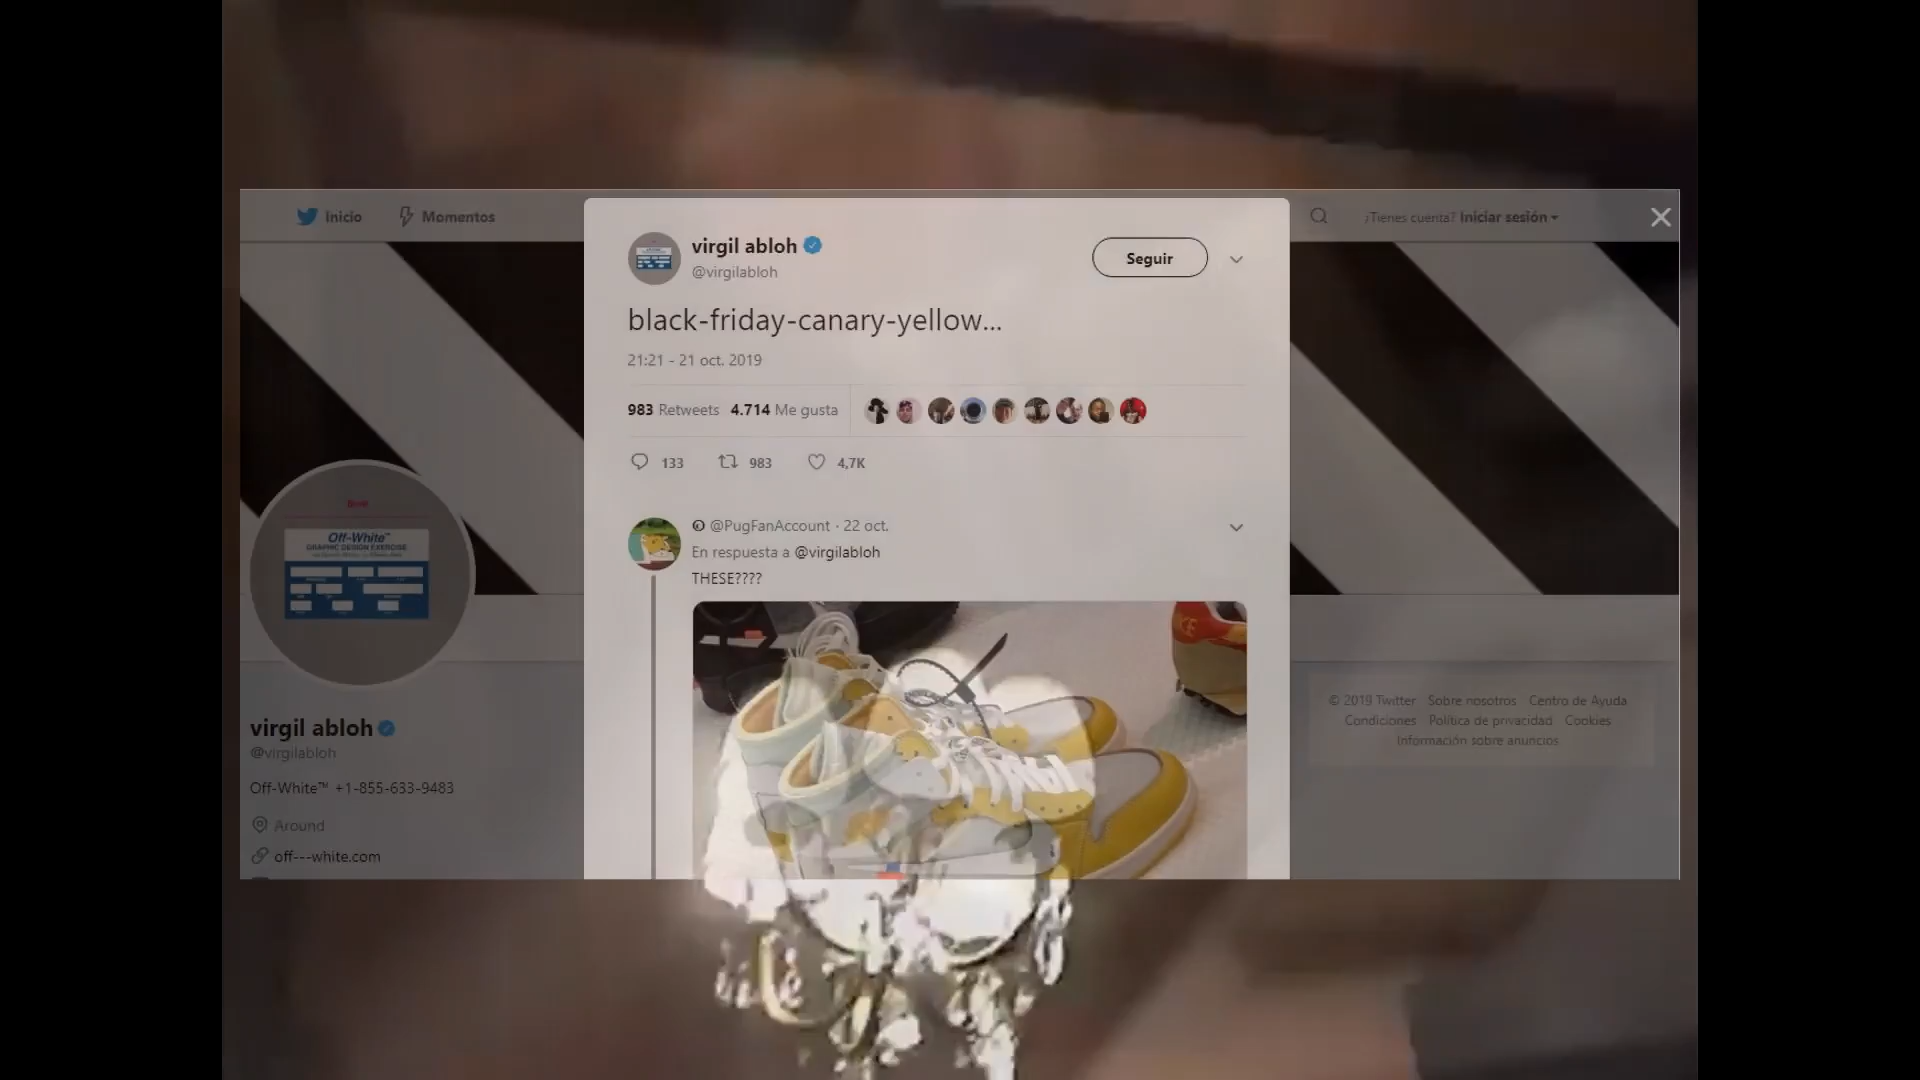 Inicio
Momentos
¿Tienes cuenta? Iniciar sesión
virgil abloh
@virgilabloh
Seguir
black-friday-canary-yellow...
21:21 - 21 oct. 2019
983 Retweets 4.714 Me gusta
133 983 4,7K
@PugFanAccount · 22 oct.
En respuesta a @virgilabloh
THESE????
Off-White™
GRAPHIC DESIGN EXERCISE
virgil abloh
@virgilabloh
Off-White™ +1-855-633-9483
Around
off---white.com
© 2019 Twitter Sobre nosotros Centro de Ayuda
Condiciones Política de privacidad Cookies
Información sobre anuncios